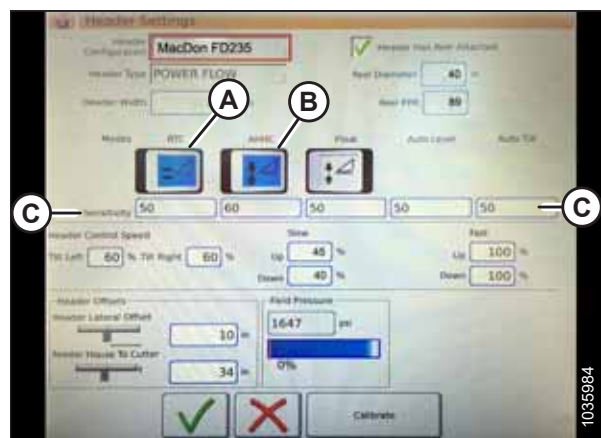 Header Settings
Header Configuration MacDon FD235
Header Has Reel Attached
Header Type POWER FLOW
Reel Diameter 40 in
Header Width
Reel PPR 89
A B
Modes RTC AHHC Float Auto Level Auto Tilt
C Sensitivity 50 60 50 50 50 C
Header Control Speed Slow Fast
Tilt Left 60 % Tilt Right 60 % Up 45 % Up 100 %
Down 40 % Down 100 %
Header Offsets Field Pressure
Header Lateral Offset
10 in 1647 psi
Feeder House To Cutter
34 in 0%
Calibrate
1035984